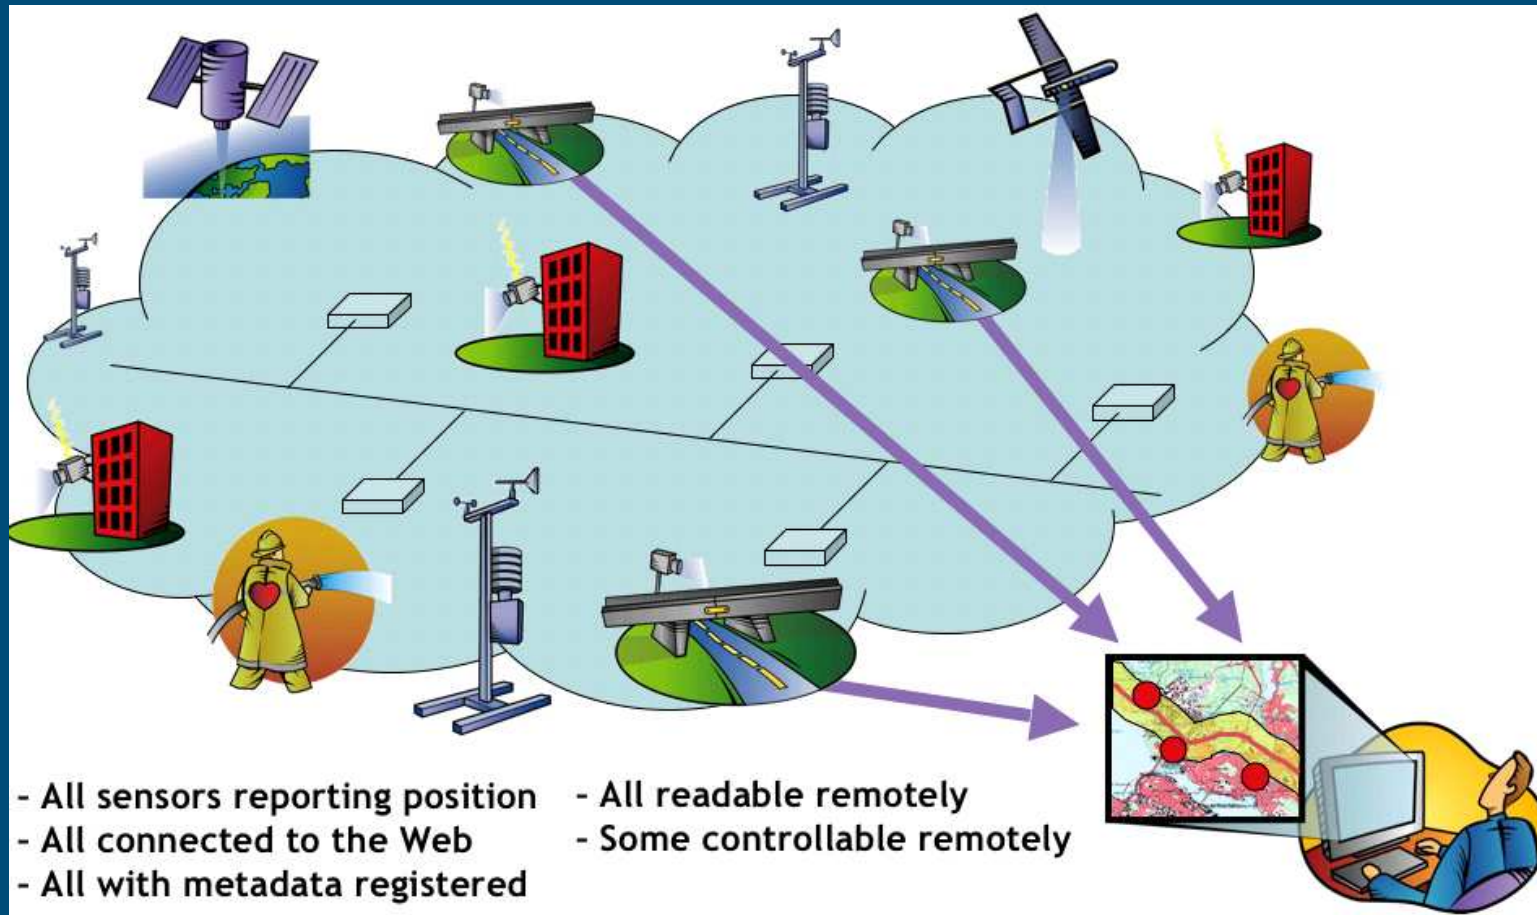 - All sensors reporting position
- All connected to the Web
- All with metadata registered
- All readable remotely
- Some controllable remotely